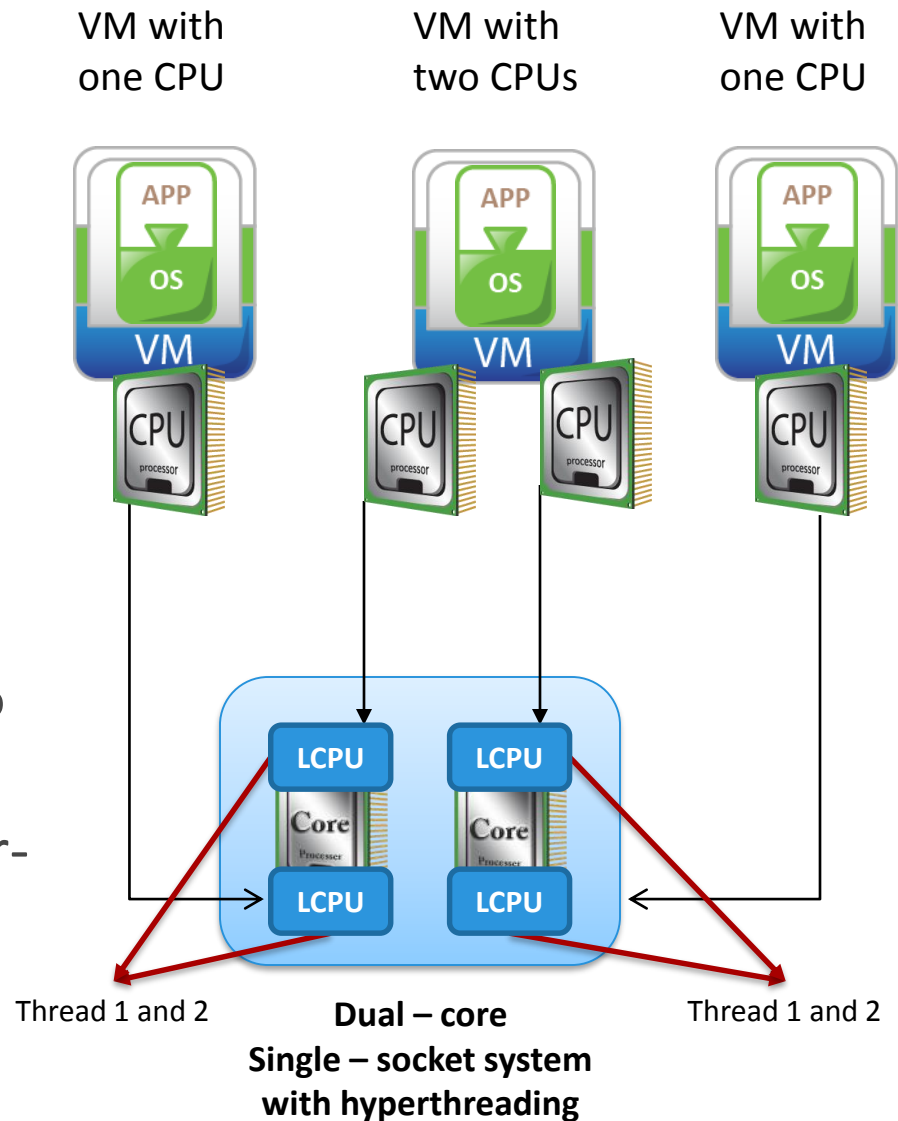 VM with
one CPU
VM with
two CPUs
VM with
one CPU
APP
OS
VM
APP
OS
VM
APP
OS
VM
CPU
processor
CPU
processor
CPU
processor
CPU
processor
LCPU
LCPU
Core
Processer
Core
Processer
r-
LCPU
LCPU
Thread 1 and 2
Thread 1 and 2
Dual – core
Single – socket system
with hyperthreading